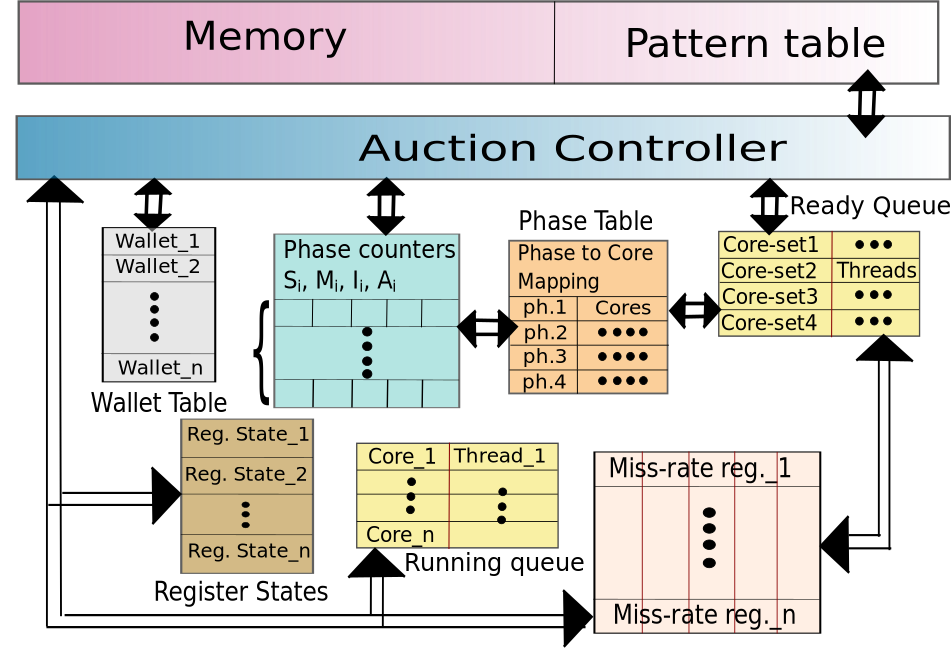 Memory
Pattern table
Auction Controller
Ready Queue
Wallet_1
Wallet_2
Wallet_n
Wallet Table
Phase counters
Si, Mi, Ii, Ai
Phase Table
Phase to Core
Mapping
ph.1 Cores
ph.2
ph.3
ph.4
Core-set1
Core-set2 Threads
Core-set3
Core-set4
Reg. State_1
Reg. State_2
Reg. State_n
Register States
Core_1 Thread_1
Core_n
Running queue
Miss-rate reg._1
Miss-rate reg._n